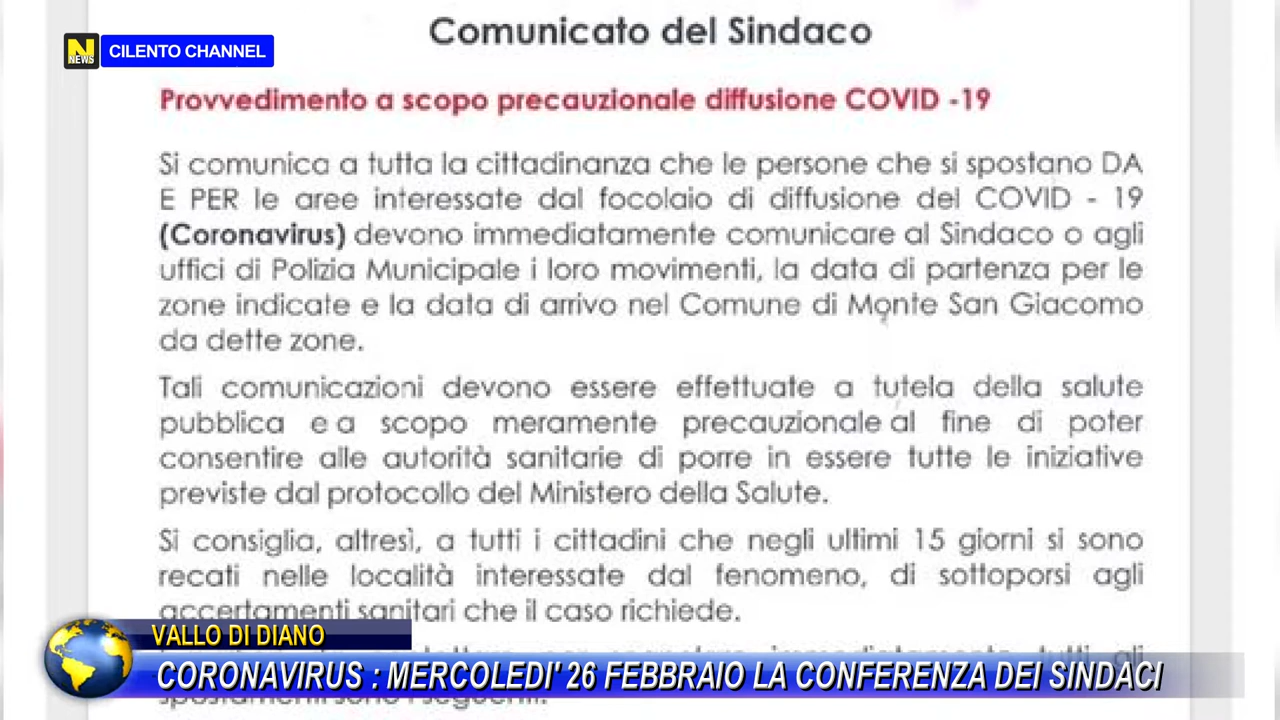 Comunicato del Sindaco
N NEWS CILENTO CHANNEL
Provvedimento a scopo precauzionale diffusione COVID -19
Si comunica a tutta la cittadinanza che le persone che si spostano DA
E PER le aree interessate dal focolaio di diffusione del COVID - 19
(Coronavirus) devono immediatamente comunicare al Sindaco o agli
uffici di Polizia Municipale i loro movimenti, la data di partenza per le
zone indicate e la data di arrivo nel Comune di Monte San Giacomo
da dette zone.
Tali comunicazioni devono essere effettuate a tutela della salute
pubblica e a scopo meramente precauzionale al fine di poter
consentire alle autorità sanitarie di porre in essere tutte le iniziative
previste dal protocollo del Ministero della Salute.
Si consiglia, altresì, a tutti i cittadini che negli ultimi 15 giorni si sono
recati nelle località interessate dal fenomeno, di sottoporsi agli
accertamenti sanitari che il caso richiede.
VALLO DI DIANO
CORONAVIRUS : MERCOLEDI' 26 FEBBRAIO LA CONFERENZA DEI SINDACI